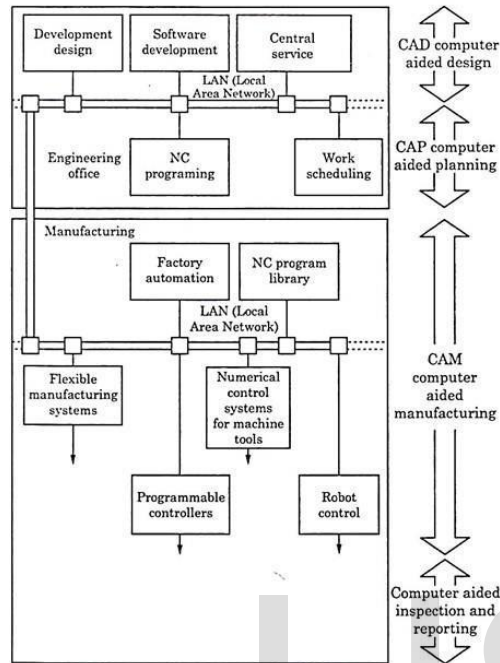 Development
design
Software
development
Central
service
LAN (Local
Area Network)
CAD computer
aided design
Engineering
office
NC
programing
Work
scheduling
CAP computer
aided planning
Manufacturing
Factory
automation
NC program
library
LAN (Local
Area Network)
Flexible
manufacturing
systems
Numerical
control
systems
for machine
tools
CAM
computer
aided
manufacturing
Programmable
controllers
Robot
control
Computer aided
inspection and
reporting